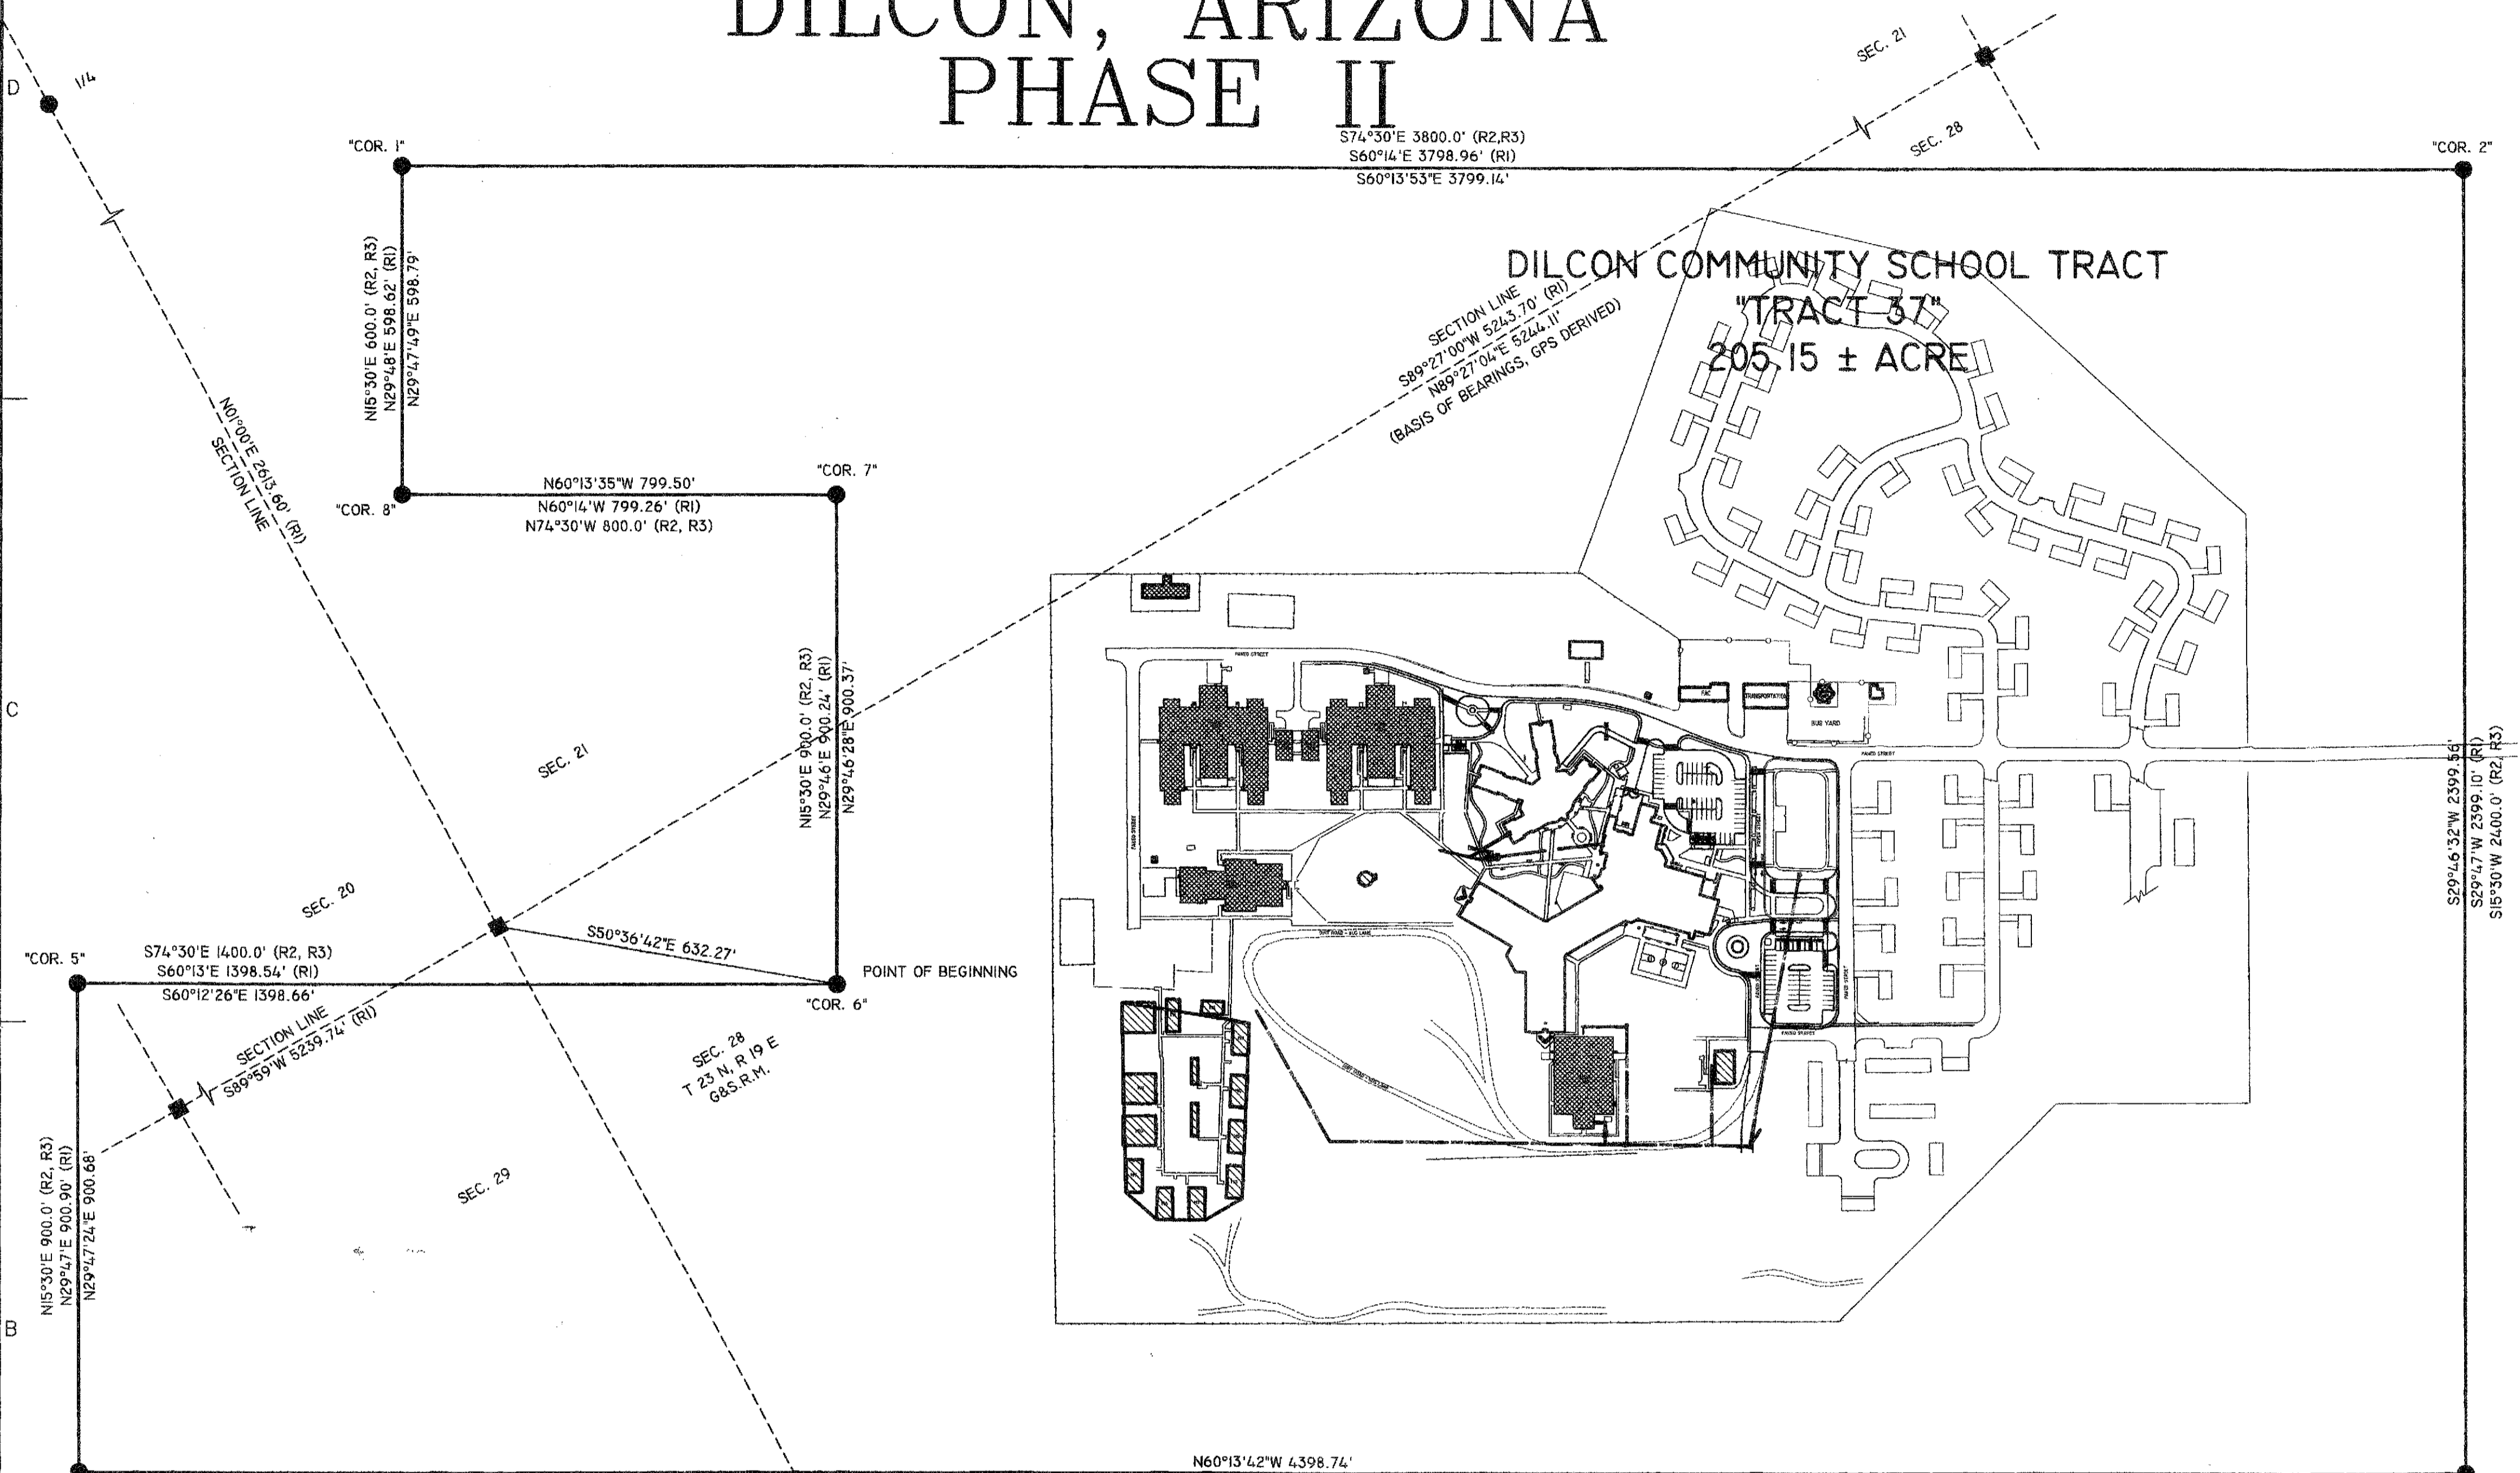 DILCON, ARIZONA
PHASE II
D
1/4
SEC. 21
SEC. 28
"COR. 1"
S74°30'E 3800.0' (R2,R3)
S60°14'E 3798.96' (R1)
S60°13'53"E 3799.14'
"COR. 2"
N15°30'E 600.0' (R2, R3)
N29°48'E 598.62' (R1)
N29°47'49"E 598.79'
DILCON COMMUNITY SCHOOL TRACT
"TRACT 37"
205.15 ± ACRE
SECTION LINE
S89°27'00"W 5243.70' (R1)
N89°27'04"E 5244.11'
(BASIS OF BEARINGS, GPS DERIVED)
N01°00'E 2613.60' (R1)
SECTION LINE
"COR. 7"
N60°13'35"W 799.50'
"COR. 8"
N60°14'W 799.26' (R1)
N74°30'W 800.0' (R2, R3)
N15°30'E 900.0' (R2, R3)
N29°46'E 900.24' (R1)
N29°46'28"E 900.37'
C
SEC. 21
SEC. 20
PAVED STREET
FAC
TRANSPORTATION
BUS YARD
PAVED STREET
PAVED STREET
S29°46'32"W 2399.56'
S29°47'W 2399.10' (R1)
S15°30'W 2400.0' (R2, R3)
"COR. 5"
S74°30'E 1400.0' (R2, R3)
S60°13'E 1398.54' (R1)
S60°12'26"E 1398.66'
S50°36'42"E 632.27'
POINT OF BEGINNING
"COR. 6"
PAVED STREET
SECTION LINE
S89°59'W 5239.74' (R1)
SEC. 28
T 23 N, R 19 E
G&S.R.M.
SEC. 29
N15°30'E 900.0' (R2, R3)
N29°47'E 900.90' (R1)
N29°47'24"E 900.68'
B
N60°13'42"W 4398.74'